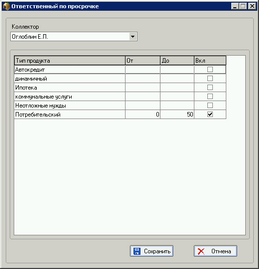 Ответственный по просрочке
Коллектор
Оглоблин Е.П.
Тип продукта От До Вкл
Автокредит
динамичный
Ипотека
коммунальные услуги
Неотложные нужды
Потребительский 0 50
Сохранить Отмена